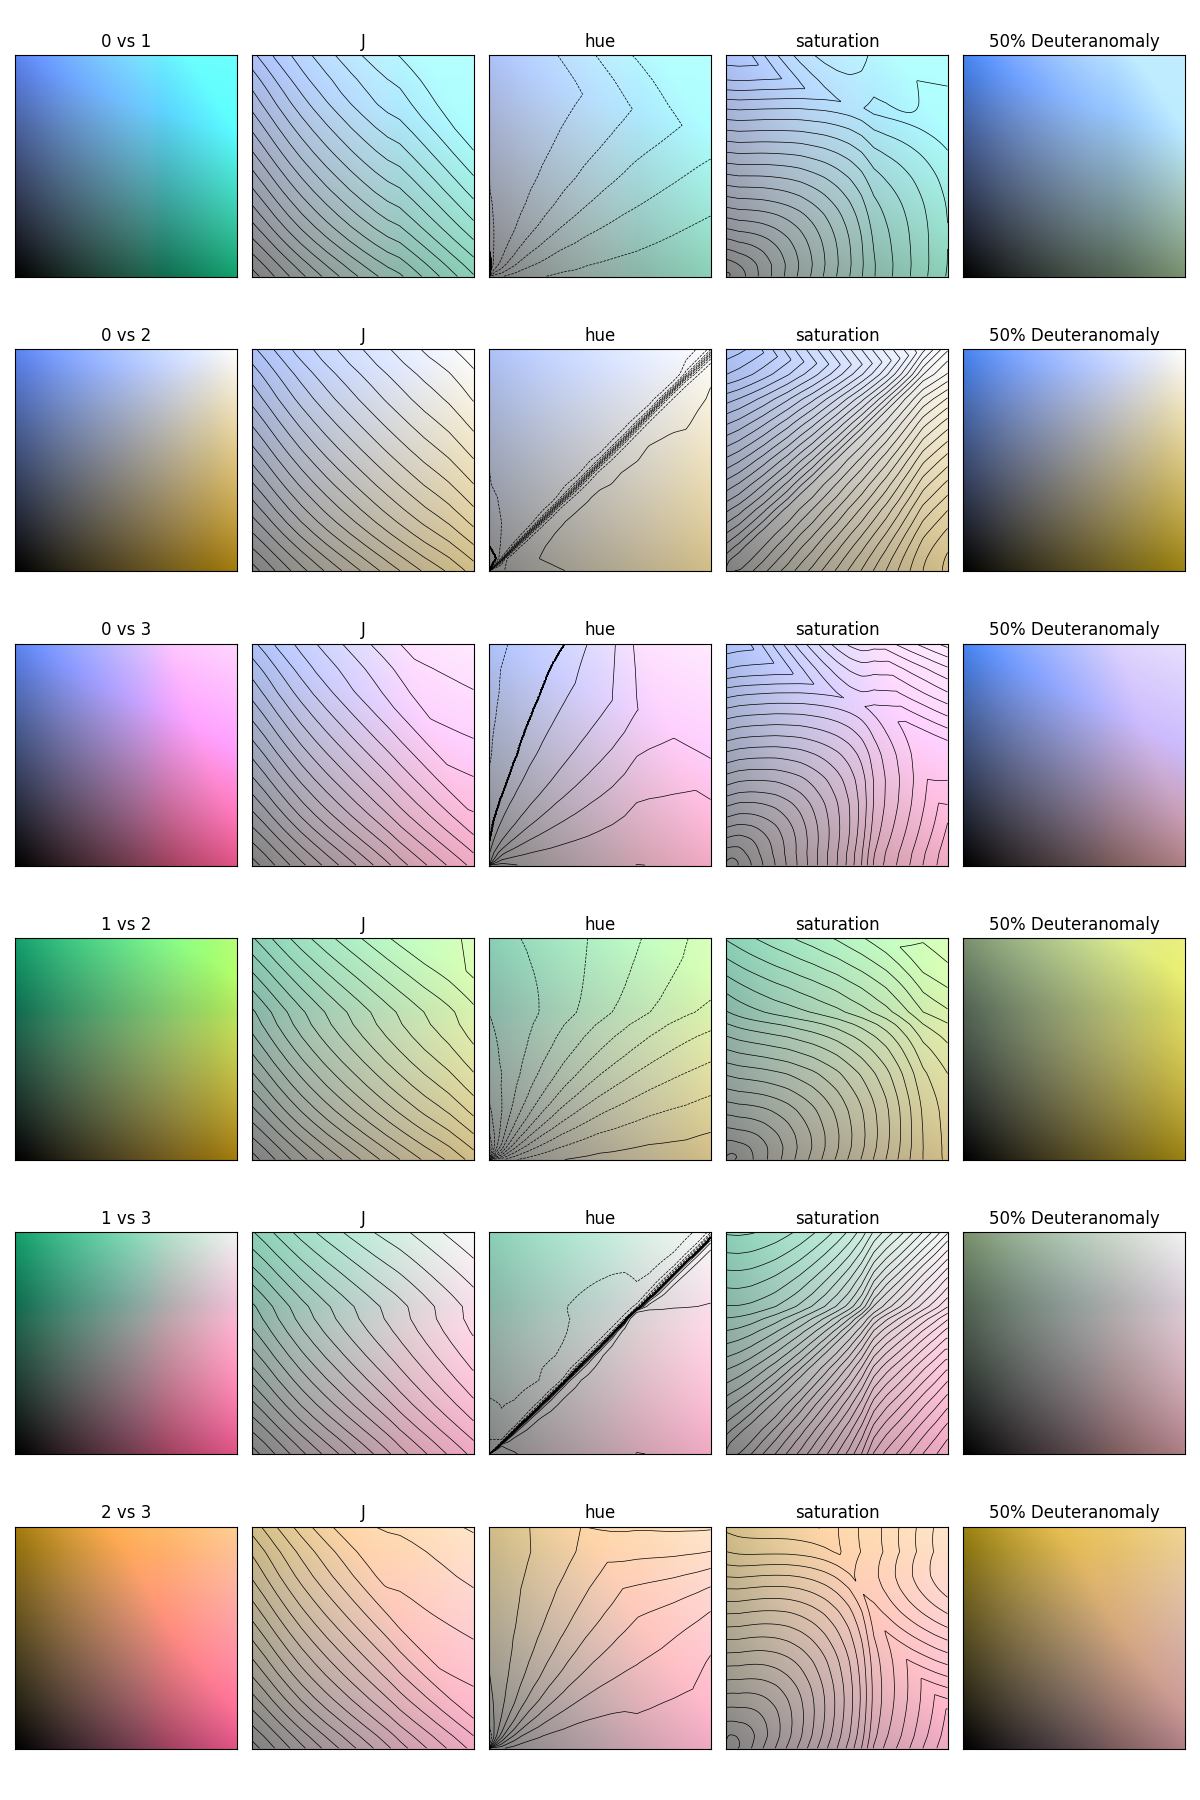 0 vs 1 J hue saturation 50% Deuteranomaly
0 vs 2 J hue saturation 50% Deuteranomaly
0 vs 3 J hue saturation 50% Deuteranomaly
1 vs 2 J hue saturation 50% Deuteranomaly
1 vs 3 J hue saturation 50% Deuteranomaly
2 vs 3 J hue saturation 50% Deuteranomaly